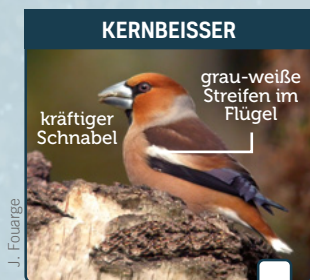 KERNBEISSER
grau-weiße
Streifen im
Flügel
kräftiger
Schnabel
J. Fouarge